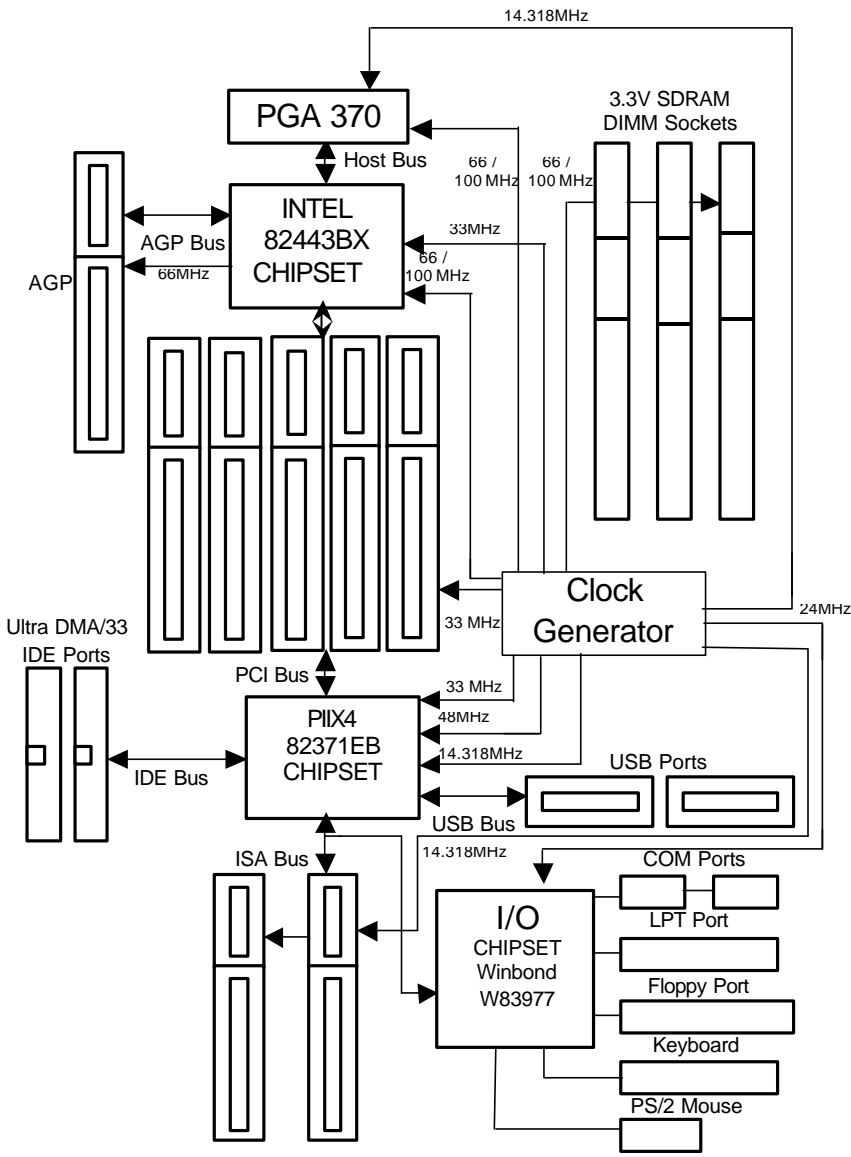 14.318MHz
PGA 370
3.3V SDRAM
DIMM Sockets
Host Bus
66 /
100 MHz
66 /
100 MHz
INTEL
82443BX
CHIPSET
AGP Bus
33MHz
66 /
100 MHz
AGP
66MHz
Clock
Generator
24MHz
33 MHz
Ultra DMA/33
IDE Ports
PCI Bus
33 MHz
48MHz
14.318MHz
PIIX4
82371EB
CHIPSET
IDE Bus
USB Ports
USB Bus
ISA Bus
14.318MHz
COM Ports
I/O
CHIPSET
Winbond
W83977
LPT Port
Floppy Port
Keyboard
PS/2 Mouse